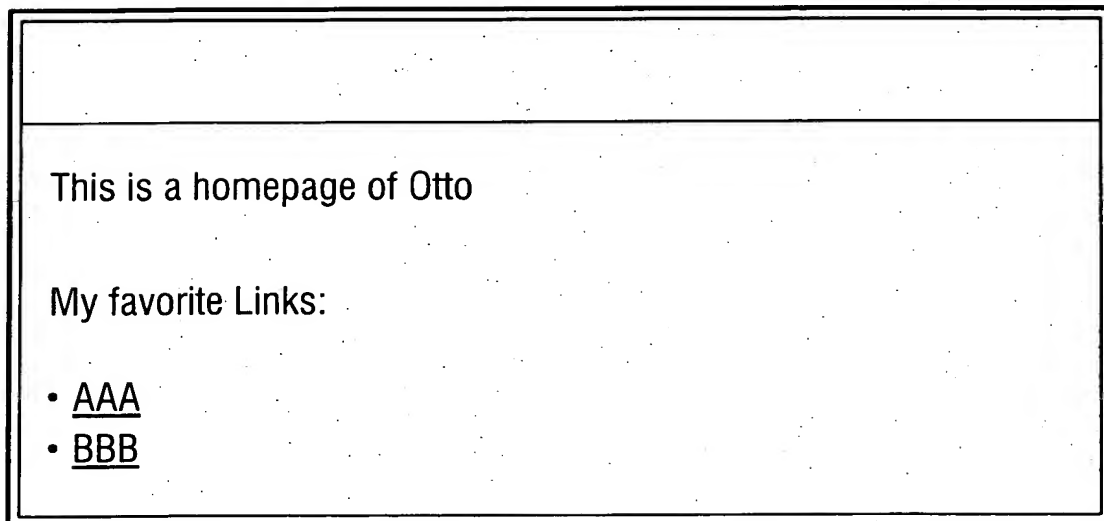 This is a homepage of Otto
My favorite Links:
• AAA
• BBB